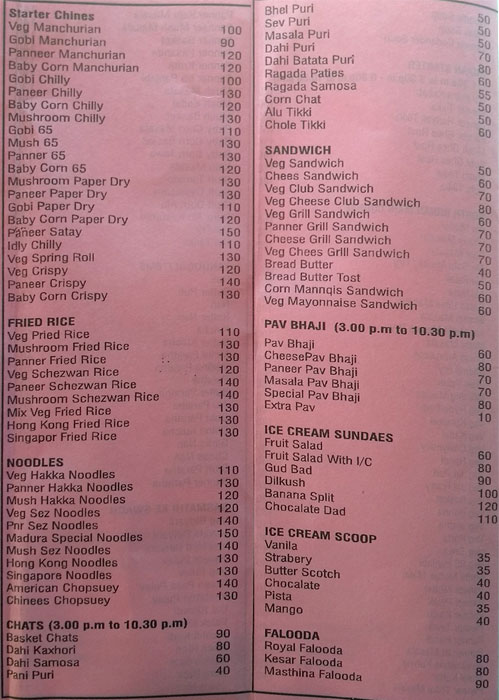 Starter Chines
Veg Manchurian 100
Gobi Manchurian 90
Panneer Manchurian 120
Baby Corn Manchurian 120
Gobi Chilly 100
Paneer Chilly 130
Baby Corn Chilly 120
Mushroom Chilly 130
Gobi 65 110
Mush 65 130
Panner 65 130
Baby Corn 65 120
Mushroom Paper Dry 130
Paneer Paper Dry 130
Gobi Paper Dry 110
Baby Corn Paper Dry 120
Paneer Satay 150
Idly Chilly 110
Veg Spring Roll 130
Veg Crispy 120
Paneer Crispy 140
Baby Corn Crispy 130
FRIED RICE
Veg Pried Rice 110
Mushroom Fried Rice 130
Panner Fried Rice 130
Veg Schezwan Rice 120
Paneer Schezwan Rice 140
Mushroom Schezwan Rice 140
Mix Veg Fried Rice 130
Hong Kong Fried Rice 130
Singapor Fried Rice 130
NOODLES
Veg Hakka Noodles 110
Panner Hakka Noodles 130
Mush Hakka Noodles 120
Veg Sez Noodles 120
Pnr Sez Noodles 140
Madura Special Noodles 150
Mush Sez Noodles 140
Hong Kong Noodles 130
Singapore Noodles 130
American Chopsuey 140
Chinees Chopsuey 130
CHATS (3.00 p.m to 10.30 p.m)
Basket Chats 90
Dahi Kaxhori 80
Dahi Samosa 60
Pani Puri 40
Bhel Puri 50
Sev Puri 50
Masala Puri 50
Dahi Puri 70
Dahi Batata Puri 80
Ragada Paties 60
Ragada Samosa 55
Corn Chat 50
Alu Tikki 50
Chole Tikki 60
SANDWICH
Veg Sandwich 50
Chees Sandwich 60
Veg Club Sandwich 70
Veg Cheese Club Sandwich 80
Veg Grill Sandwich 60
Panner Grill Sandwich 70
Cheese Grill Sandwich 70
Veg Chees Grill Sandwich 70
Bread Butter 40
Bread Butter Tost 50
Corn Mannqis Sandwich 60
Veg Mayonnaise Sandwich 60
PAV BHAJI (3.00 p.m to 10.30 p.m)
Pav Bhaji 60
CheesePav Bhaji 80
Paneer Pav Bhaji 70
Masala Pav Bhaji 70
Special Pav Bhaji 80
Extra Pav 10
ICE CREAM SUNDAES
Fruit Salad 60
Fruit Salad With I/C 80
Gud Bad 90
Dilkush 100
Banana Split 120
Chocalate Dad 110
ICE CREAM SCOOP
Vanila 35
Strabery 35
Butter Scotch 40
Chocalate 40
Pista 35
Mango 40
FALOODA
Royal Falooda 80
Kesar Falooda 80
Masthina Falooda 90